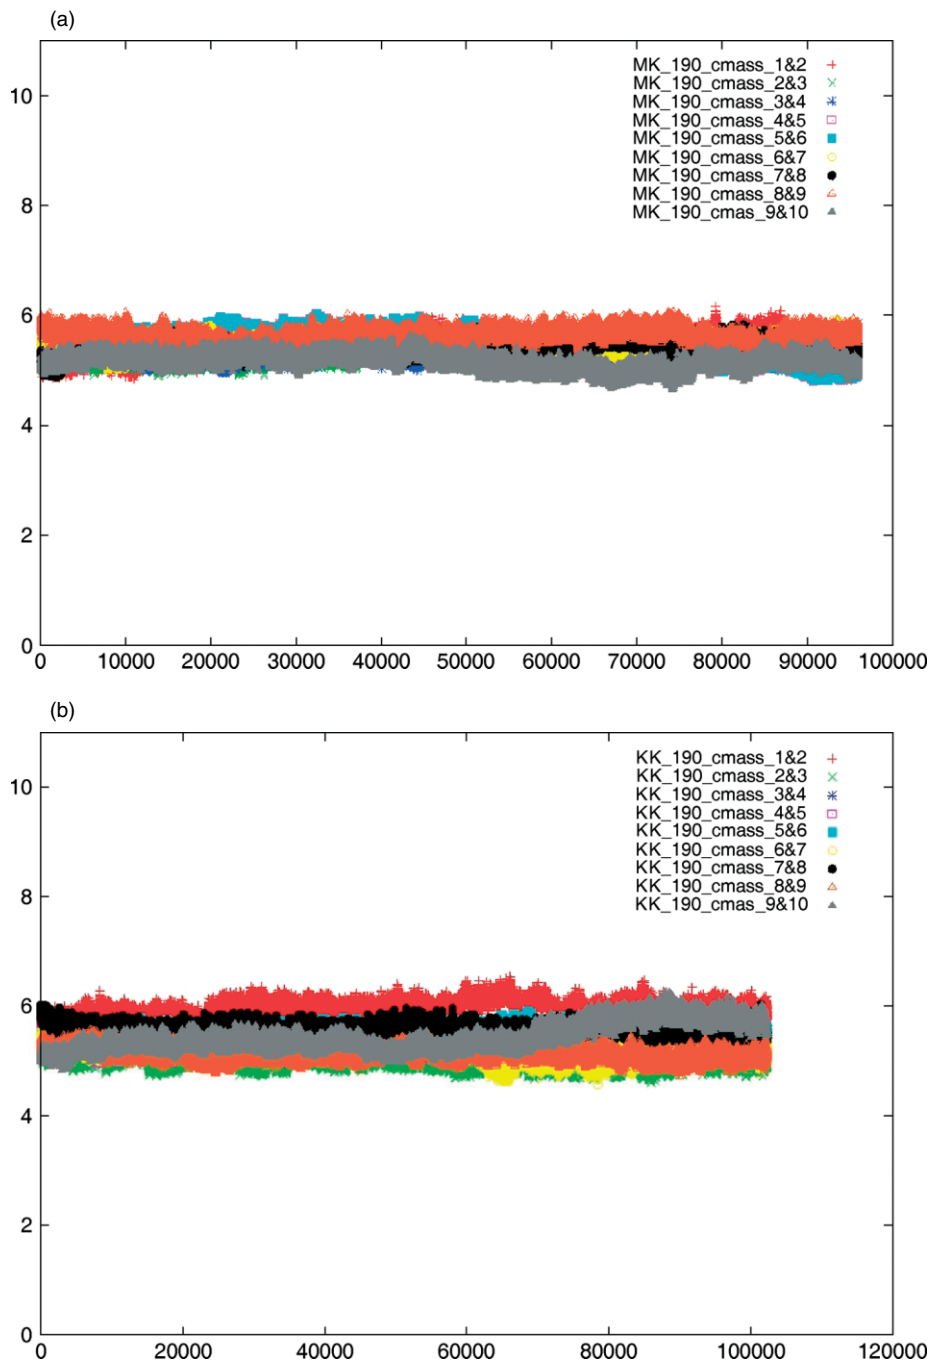 (a)
10
8
6
4
2
0
MK_190_cmass_1&2
MK_190_cmass_2&3
MK_190_cmass_3&4
MK_190_cmass_4&5
MK_190_cmass_5&6
MK_190_cmass_6&7
MK_190_cmass_7&8
MK_190_cmass_8&9
MK_190_cmas_9&10
0 10000 20000 30000 40000 50000 60000 70000 80000 90000 100000
(b)
10
8
6
4
2
0
KK_190_cmass_1&2
KK_190_cmass_2&3
KK_190_cmass_3&4
KK_190_cmass_4&5
KK_190_cmass_5&6
KK_190_cmass_6&7
KK_190_cmass_7&8
KK_190_cmass_8&9
KK_190_cmas_9&10
0 20000 40000 60000 80000 100000 120000